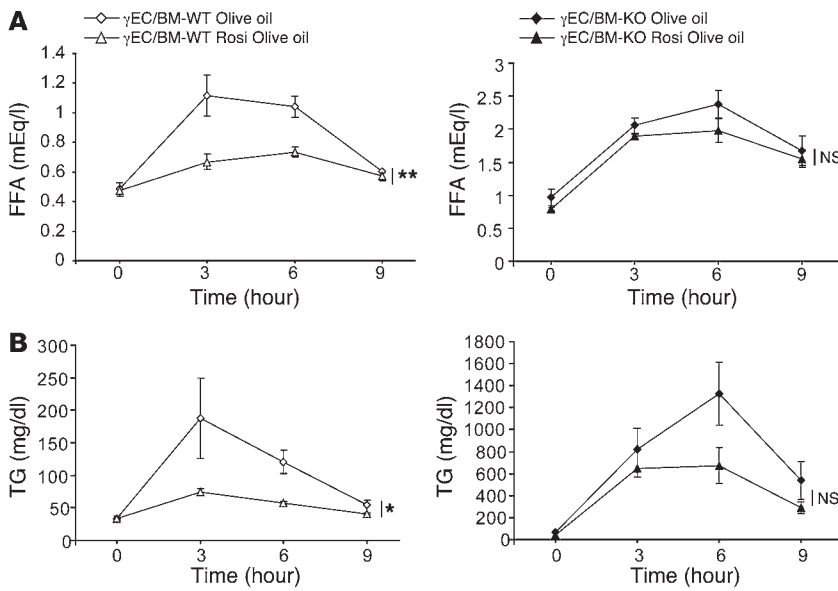 A
γEC/BM-WT Olive oil
γEC/BM-WT Rosi Olive oil
1.4
1.2
1
0.8
0.6
0.4
0.2
0
FFA (mEq/l)
**
0 3 6 9
Time (hour)
γEC/BM-KO Olive oil
γEC/BM-KO Rosi Olive oil
3
2.5
2
1.5
1
0.5
0
FFA (mEq/l)
NS
0 3 6 9
Time (hour)
B
300
250
200
150
100
50
0
TG (mg/dl)
*
0 3 6 9
Time (hour)
1800
1600
1400
1200
1000
800
600
400
200
0
TG (mg/dl)
NS
0 3 6 9
Time (hour)